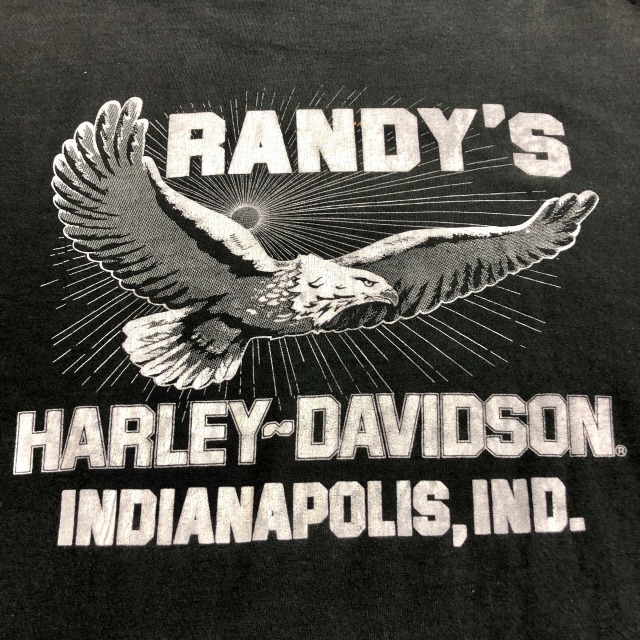 RANDY'S
HARLEY~DAVIDSON®
INDIANAPOLIS, IND.